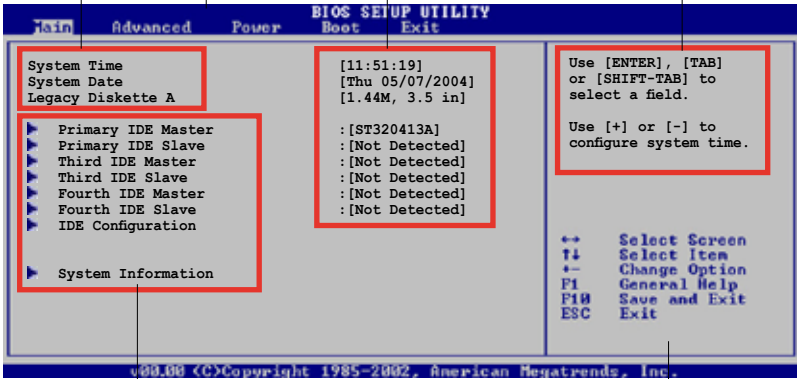 BIOS SETUP UTILITY
Main Advanced Power Boot Exit
System Time [11:51:19]
System Date [Thu 05/07/2004]
Legacy Diskette A [1.44M, 3.5 in]
Primary IDE Master :[ST320413A]
Primary IDE Slave :[Not Detected]
Third IDE Master :[Not Detected]
Third IDE Slave :[Not Detected]
Fourth IDE Master :[Not Detected]
Fourth IDE Slave :[Not Detected]
IDE Configuration
System Information
Use [ENTER], [TAB]
or [SHIFT-TAB] to
select a field.
Use [+] or [-] to
configure system time.
↔ Select Screen
↑↓ Select Item
+- Change Option
F1 General Help
F10 Save and Exit
ESC Exit
v00.00 (C)Copyright 1985-2002, American Megatrends, Inc.